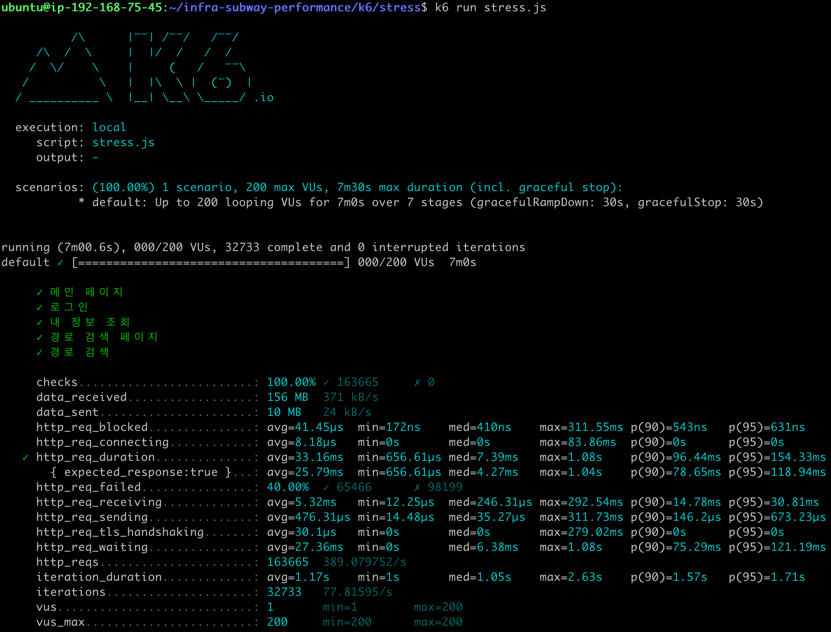 ubuntu@ip-192-168-75-45:~/infra-subway-performance/k6/stress$ k6 run stress.js
          /\      |‾‾| /‾‾/   /‾‾/
     /\  /  \     |  |/  /   /  /
    /  \/    \    |     (   /   ‾‾\
   /          \   |  |\  \ |  (‾)  |
  / __________ \  |__| \__\ \_____/ .io
  execution: local
     script: stress.js
     output: -
  scenarios: (100.00%) 1 scenario, 200 max VUs, 7m30s max duration (incl. graceful stop):
           * default: Up to 200 looping VUs for 7m0s over 7 stages (gracefulRampDown: 30s, gracefulStop: 30s)
running (7m00.6s), 000/200 VUs, 32733 complete and 0 interrupted iterations
default ✓ [======================================] 000/200 VUs  7m0s
     ✓ 메인 페이지
     ✓ 로그인
     ✓ 내 정보 조회
     ✓ 경로 검색 페이지
     ✓ 경로 검색
     checks.........................: 100.00% ✓ 163665     ✗ 0
     data_received..................: 156 MB  371 kB/s
     data_sent......................: 10 MB   24 kB/s
     http_req_blocked...............: avg=41.45µs  min=172ns    med=410ns    max=311.55ms p(90)=543ns   p(95)=631ns
     http_req_connecting............: avg=8.18µs   min=0s       med=0s       max=83.86ms  p(90)=0s      p(95)=0s
   ✓ http_req_duration..............: avg=33.16ms  min=656.61µs med=7.39ms   max=1.08s    p(90)=96.44ms p(95)=154.33ms
       { expected_response:true }...: avg=25.79ms  min=656.61µs med=4.27ms   max=1.04s    p(90)=78.65ms p(95)=118.94ms
     http_req_failed................: 40.00% ✓ 65466      ✗ 98199
     http_req_receiving.............: avg=5.32ms   min=12.25µs  med=246.31µs max=292.54ms p(90)=14.78ms p(95)=30.81ms
     http_req_sending...............: avg=476.31µs min=14.48µs  med=35.27µs  max=311.73ms p(90)=146.2µs p(95)=673.23µs
     http_req_tls_handshaking.......: avg=30.1µs   min=0s       med=0s       max=279.02ms p(90)=0s      p(95)=0s
     http_req_waiting...............: avg=27.36ms  min=0s       med=6.38ms   max=1.08s    p(90)=75.29ms p(95)=121.19ms
     http_reqs......................: 163665  389.079752/s
     iteration_duration.............: avg=1.17s    min=1s       med=1.05s    max=2.63s    p(90)=1.57s   p(95)=1.71s
     iterations.....................: 32733   77.81595/s
     vus............................: 1       min=1        max=200
     vus_max........................: 200     min=200      max=200